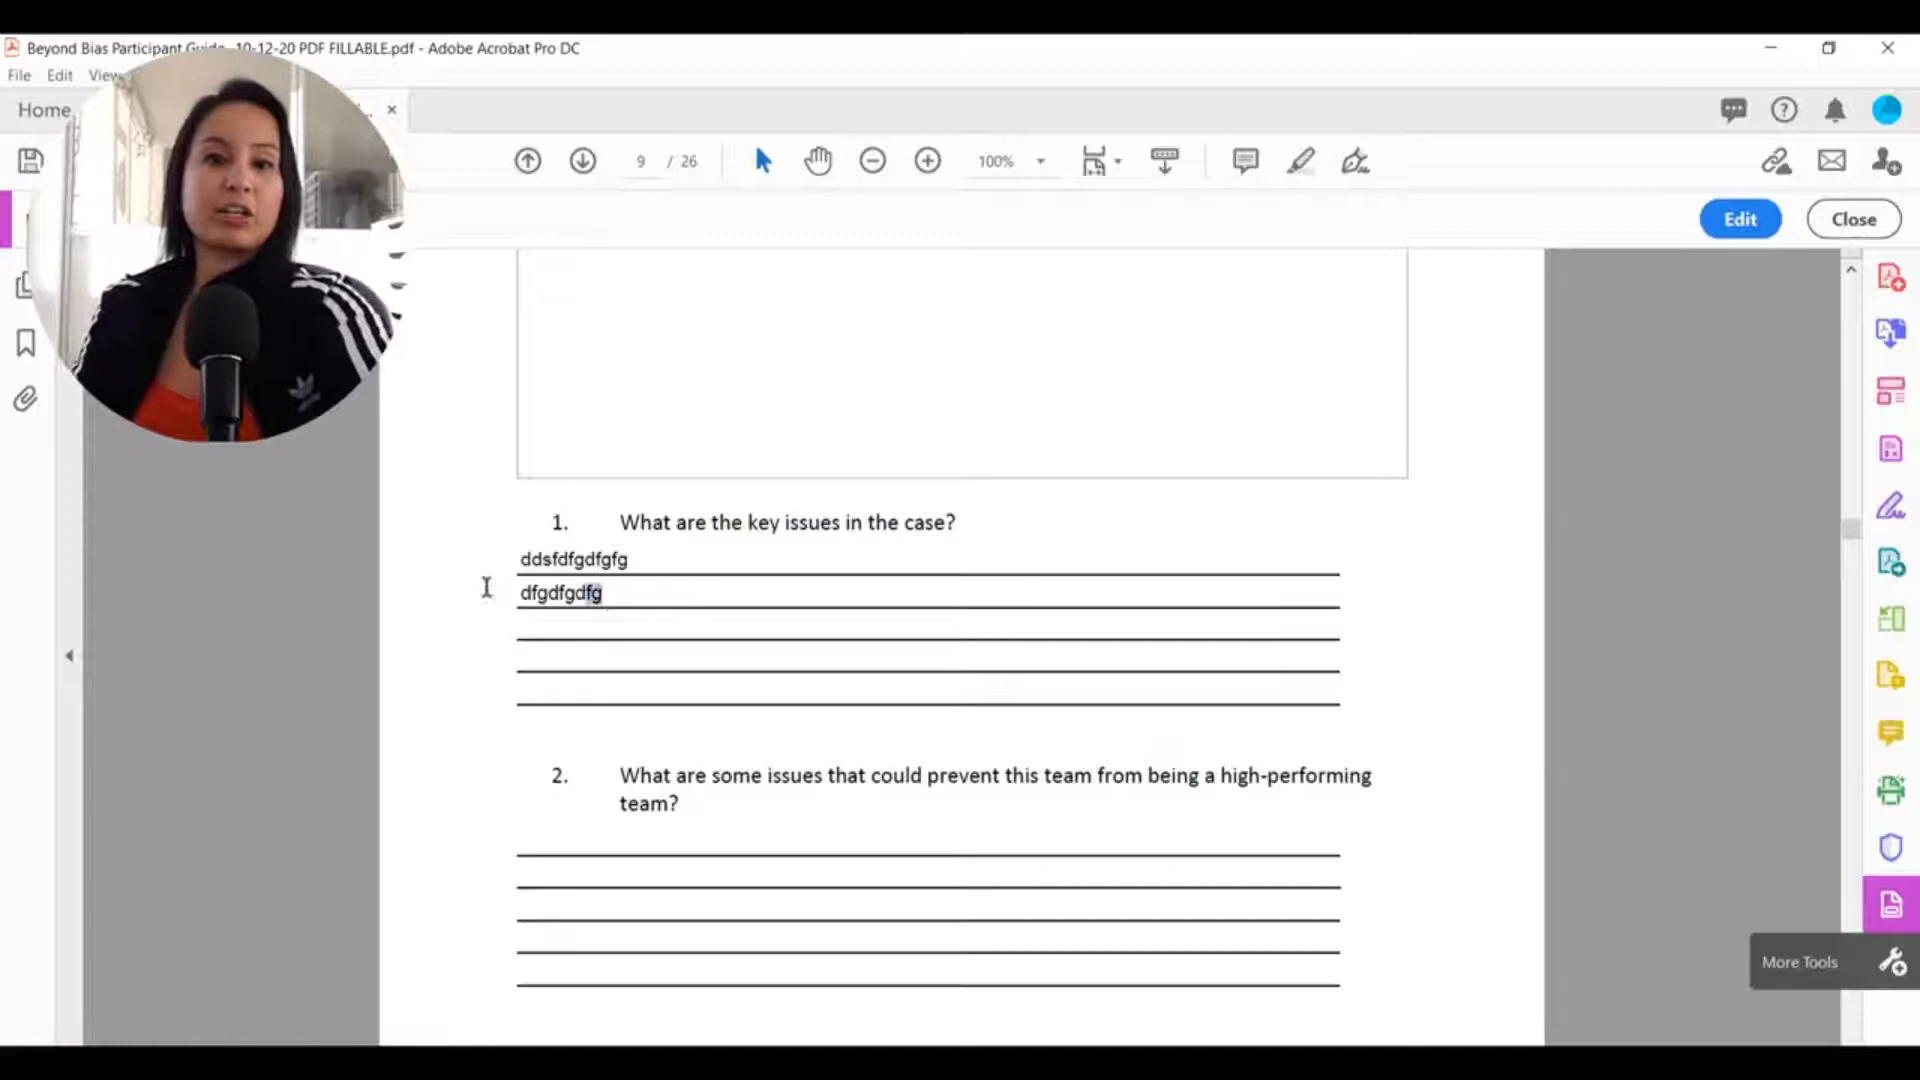 Beyond Bias Participant Guide 10-12-20 PDF FILLABLE.pdf - Adobe Acrobat Pro DC
File Edit View
Home
9 / 26 100%
Edit Close
1. What are the key issues in the case?
ddsfdfgdfgfg
dfgdfgdfg
2. What are some issues that could prevent this team from being a high-performing
team?
More Tools